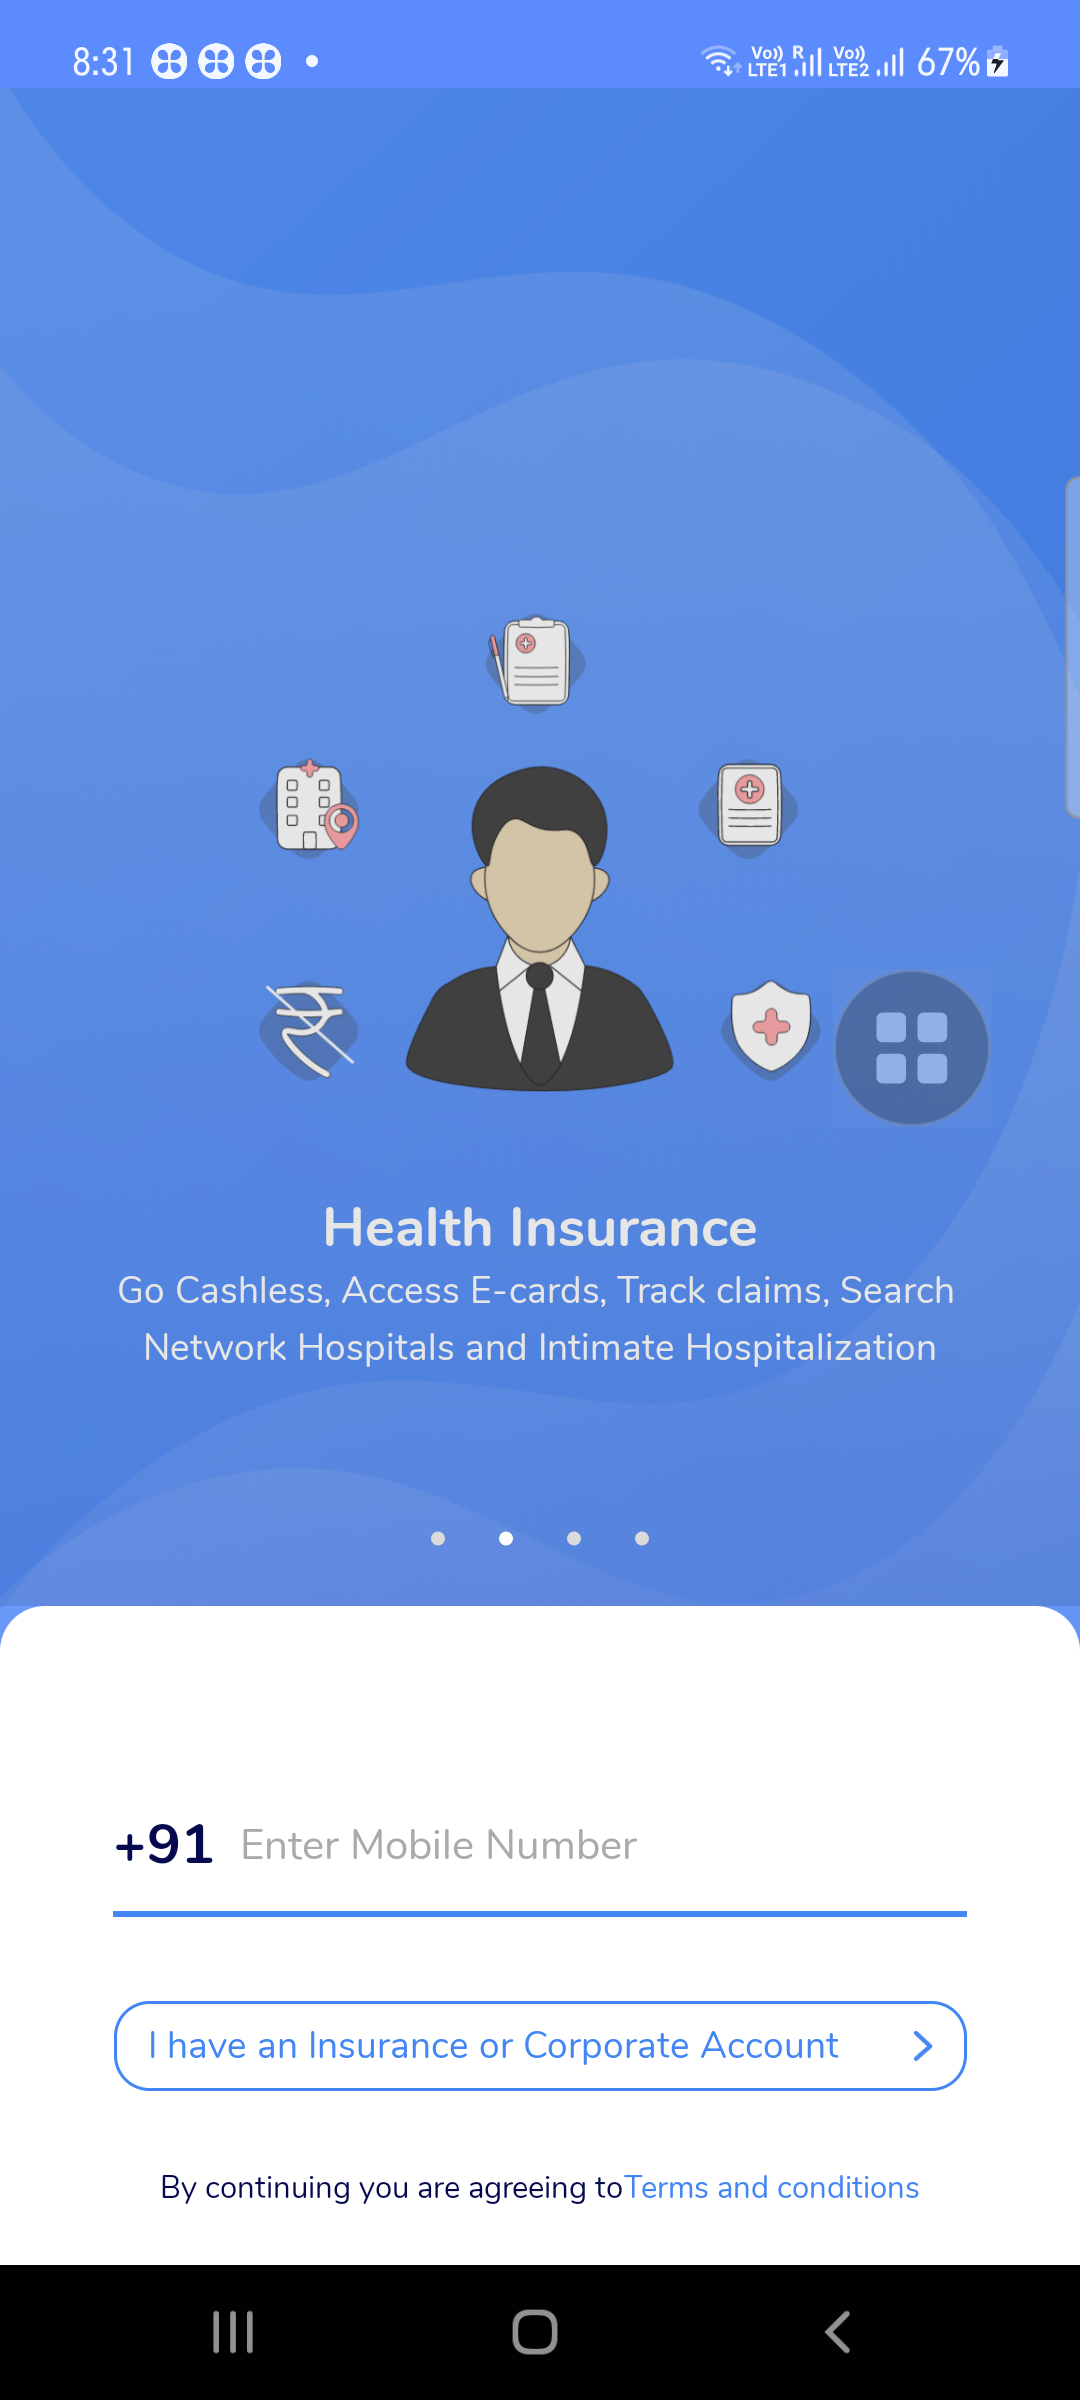 8:31
Vo)) R Vo)) 67%
LTE1 LTE2
Health Insurance
Go Cashless, Access E-cards, Track claims, Search
Network Hospitals and Intimate Hospitalization
+91 Enter Mobile Number
I have an Insurance or Corporate Account
By continuing you are agreeing toTerms and conditions